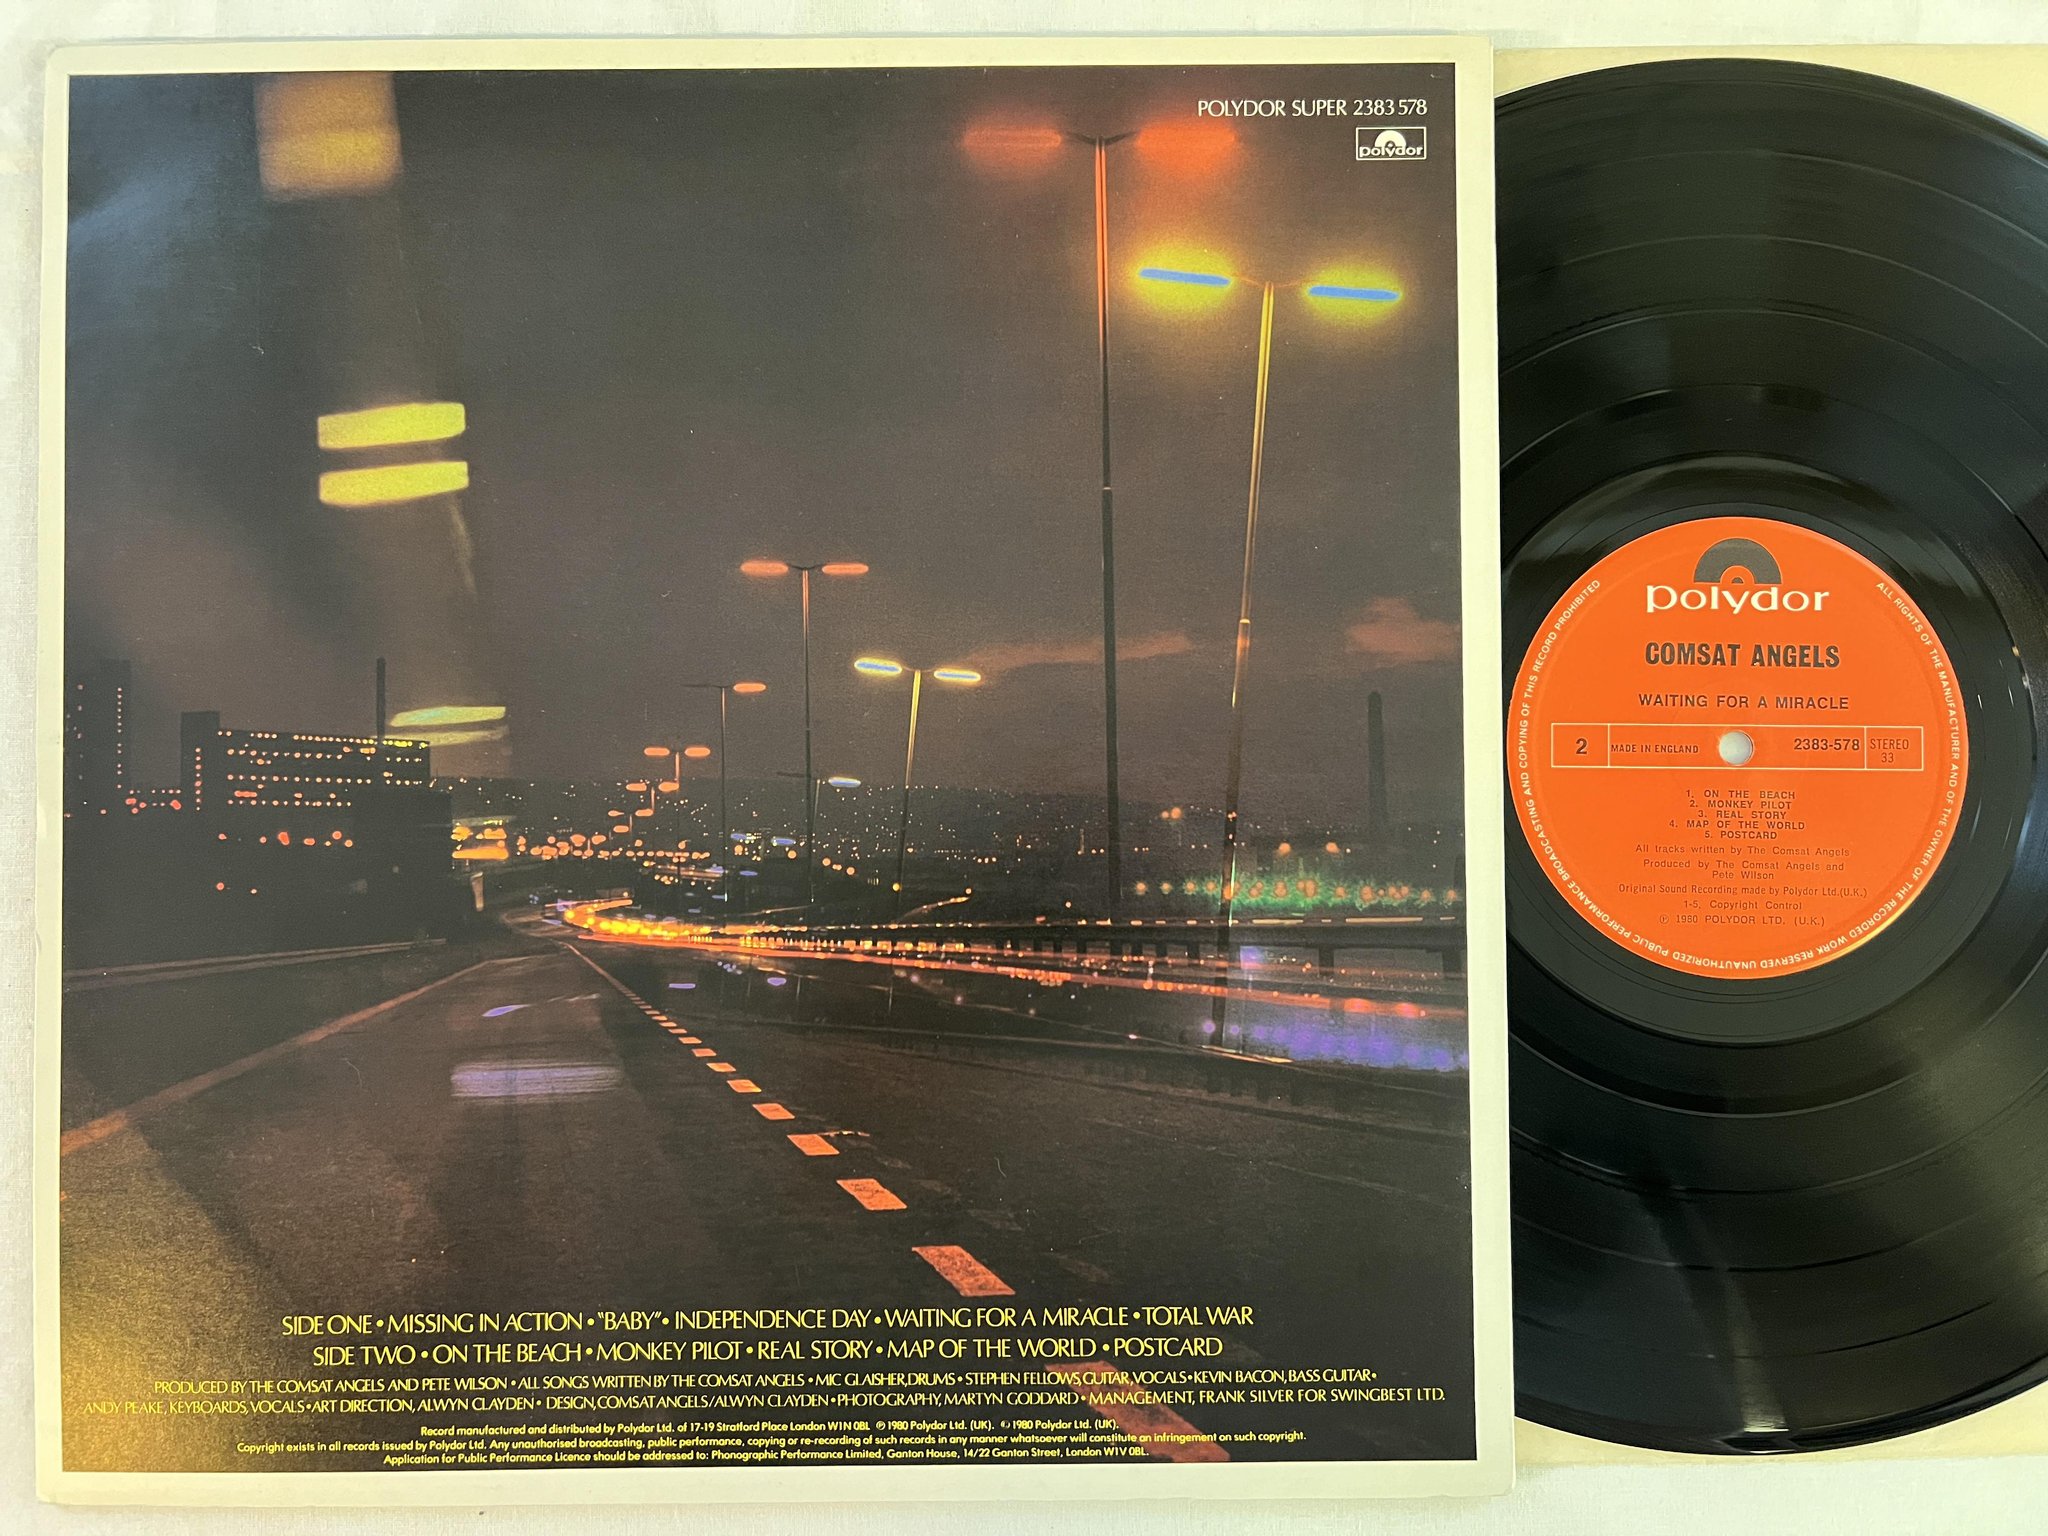 POLYDOR SUPER 2383 578
polydor
SIDE ONE • MISSING IN ACTION • "BABY" • INDEPENDENCE DAY • WAITING FOR A MIRACLE • TOTAL WAR
SIDE TWO • ON THE BEACH • MONKEY PILOT • REAL STORY • MAP OF THE WORLD • POSTCARD
PRODUCED BY THE COMSAT ANGELS AND PETE WILSON • ALL SONGS WRITTEN BY THE COMSAT ANGELS • MIC GLAISHER, DRUMS • STEPHEN FELLOWS, GUITAR, VOCALS • KEVIN BACON, BASS GUITAR •
ANDY PEAKE, KEYBOARDS, VOCALS • ART DIRECTION, ALWYN CLAYDEN • DESIGN, COMSAT ANGELS/ALWYN CLAYDEN • PHOTOGRAPHY, MARTYN GODDARD • MANAGEMENT, FRANK SILVER FOR SWINGBEST LTD.
Record manufactured and distributed by Polydor Ltd. of 17-19 Stratford Place London W1N 0BL ℗ 1980 Polydor Ltd. (UK). © 1980 Polydor Ltd. (UK).
Copyright exists in all records issued by Polydor Ltd. Any unauthorised broadcasting, public performance, copying or re-recording of such records in any manner whatsoever will constitute an infringement on such copyright.
Application for Public Performance Licence should be addressed to: Phonographic Performance Limited, Ganton House, 14/22 Ganton Street, London W1V 0BL.
polydor
COMSAT ANGELS
WAITING FOR A MIRACLE
2 MADE IN ENGLAND 2383-578 STEREO
33
1. ON THE BEACH
2. MONKEY PILOT
3. REAL STORY
4. MAP OF THE WORLD
5. POSTCARD
All tracks written by The Comsat Angels
Produced by The Comsat Angels and
Pete Wilson
Original Sound Recording made by Polydor Ltd.(U.K.)
1-5. Copyright Control
℗ 1980 POLYDOR LTD. (U.K.)
ALL RIGHTS OF THE MANUFACTURER AND OF THE OWNER OF THE RECORDED WORK RESERVED UNAUTHORIZED PUBLIC PERFORMANCE BROADCASTING AND COPYING OF THIS RECORD PROHIBITED